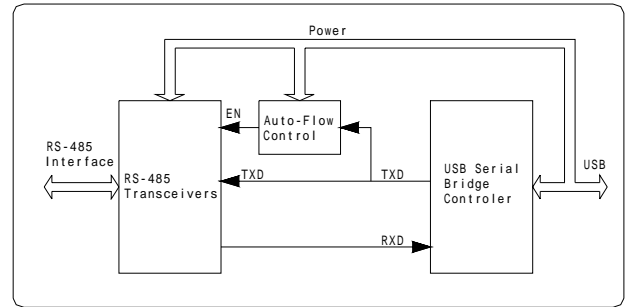 Power
EN
Auto-Flow
Control
RS-485
Interface
RS-485
Transceivers
TXD
TXD
USB Serial
Bridge
Controler
USB
RXD